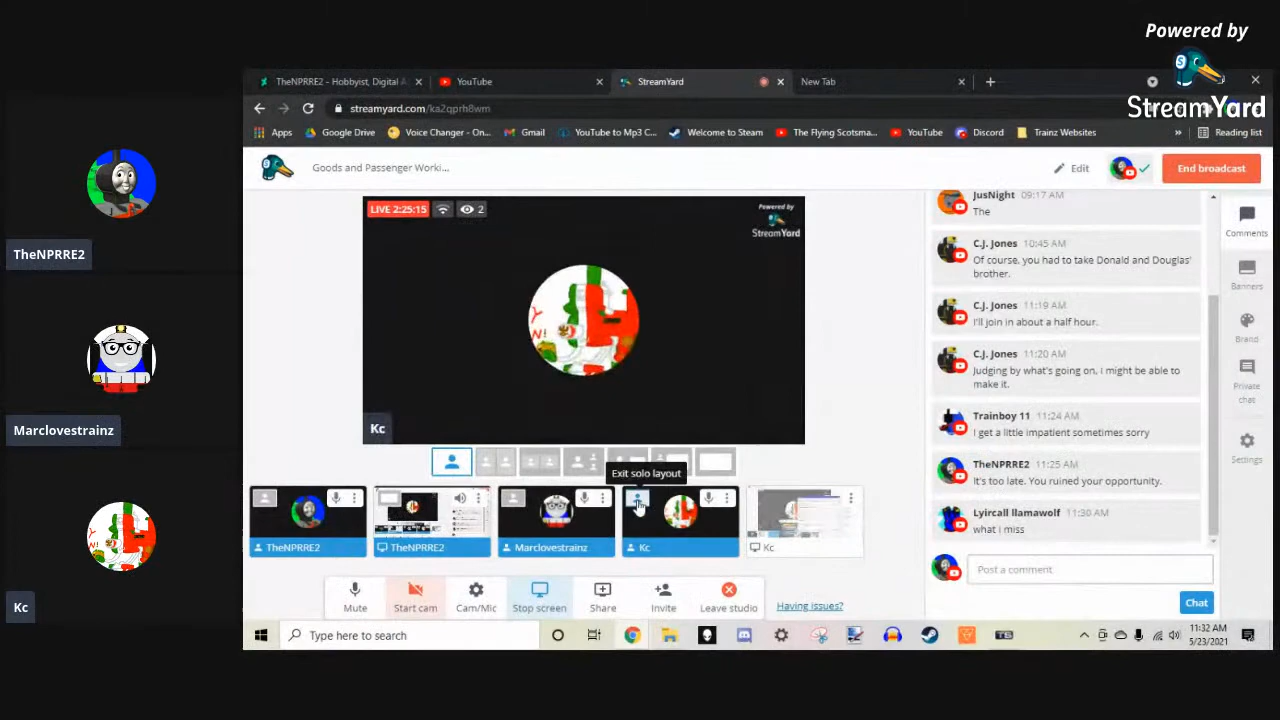 Powered by
StreamYard
TheNPRRE2 - Hobbyist, Digital A
YouTube
StreamYard
New Tab
streamyard.com/ka2qprh8wm
Apps
Google Drive
Voice Changer - On...
Gmail
YouTube to Mp3 C...
Welcome to Steam
The Flying Scotsma...
YouTube
Discord
Trainz Websites
»
Reading list
Goods and Passenger Worki...
Edit
End broadcast
LIVE 2:25:15
2
Powered by
StreamYard
Kc
JusNight 09:17 AM
The
C.J. Jones 10:45 AM
Of course, you had to take Donald and Douglas'
brother.
C.J. Jones 11:19 AM
I'll join in about a half hour.
C.J. Jones 11:20 AM
Judging by what's going on, I might be able to
make it.
Trainboy 11 11:24 AM
I get a little impatient sometimes sorry
TheNPRRE2 11:25 AM
It's too late. You ruined your opportunity.
Lyircall llamawolf 11:30 AM
what i miss
Post a comment
Chat
Comments
Banners
Brand
Private
chat
Settings
Exit solo layout
TheNPRRE2
TheNPRRE2
Marclovestrainz
Kc
Kc
Mute
Start cam
Cam/Mic
Stop screen
Share
Invite
Leave studio
Having issues?
Type here to search
11:32 AM
5/23/2021
TheNPRRE2
Marclovestrainz
Kc